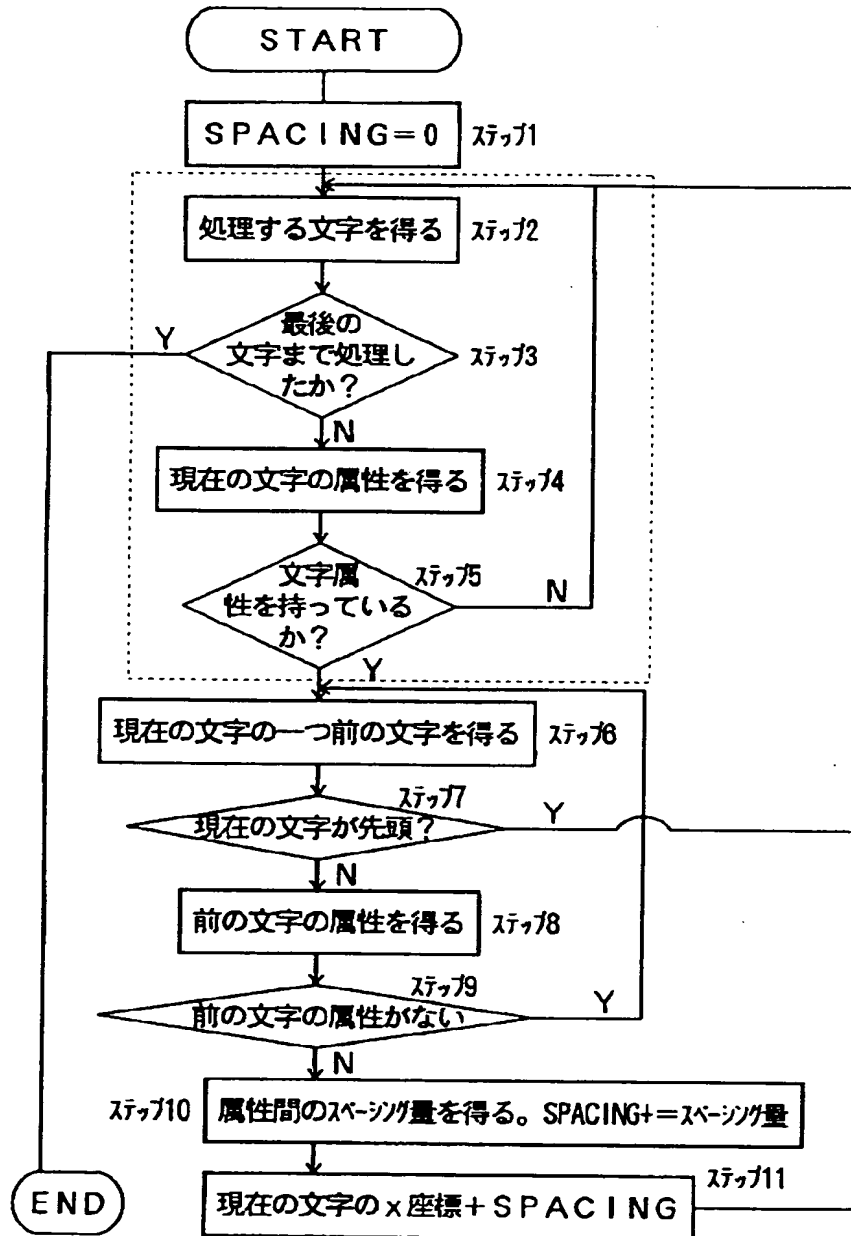 START
SPACING=0 ステップ1
処理する文字を得る ステップ2
最後の
文字まで処理し
たか?
ステップ3
Y
N
現在の文字の属性を得る ステップ4
ステップ5
文字属
性を持っている
か?
N
Y
現在の文字の一つ前の文字を得る ステップ6
ステップ7
現在の文字が先頭?
Y
N
前の文字の属性を得る ステップ8
ステップ9
前の文字の属性がない
Y
N
ステップ10 属性間のスペーシング量を得る。SPACING+=スペーシング量
ステップ11
現在の文字のx座標+SPACING
END